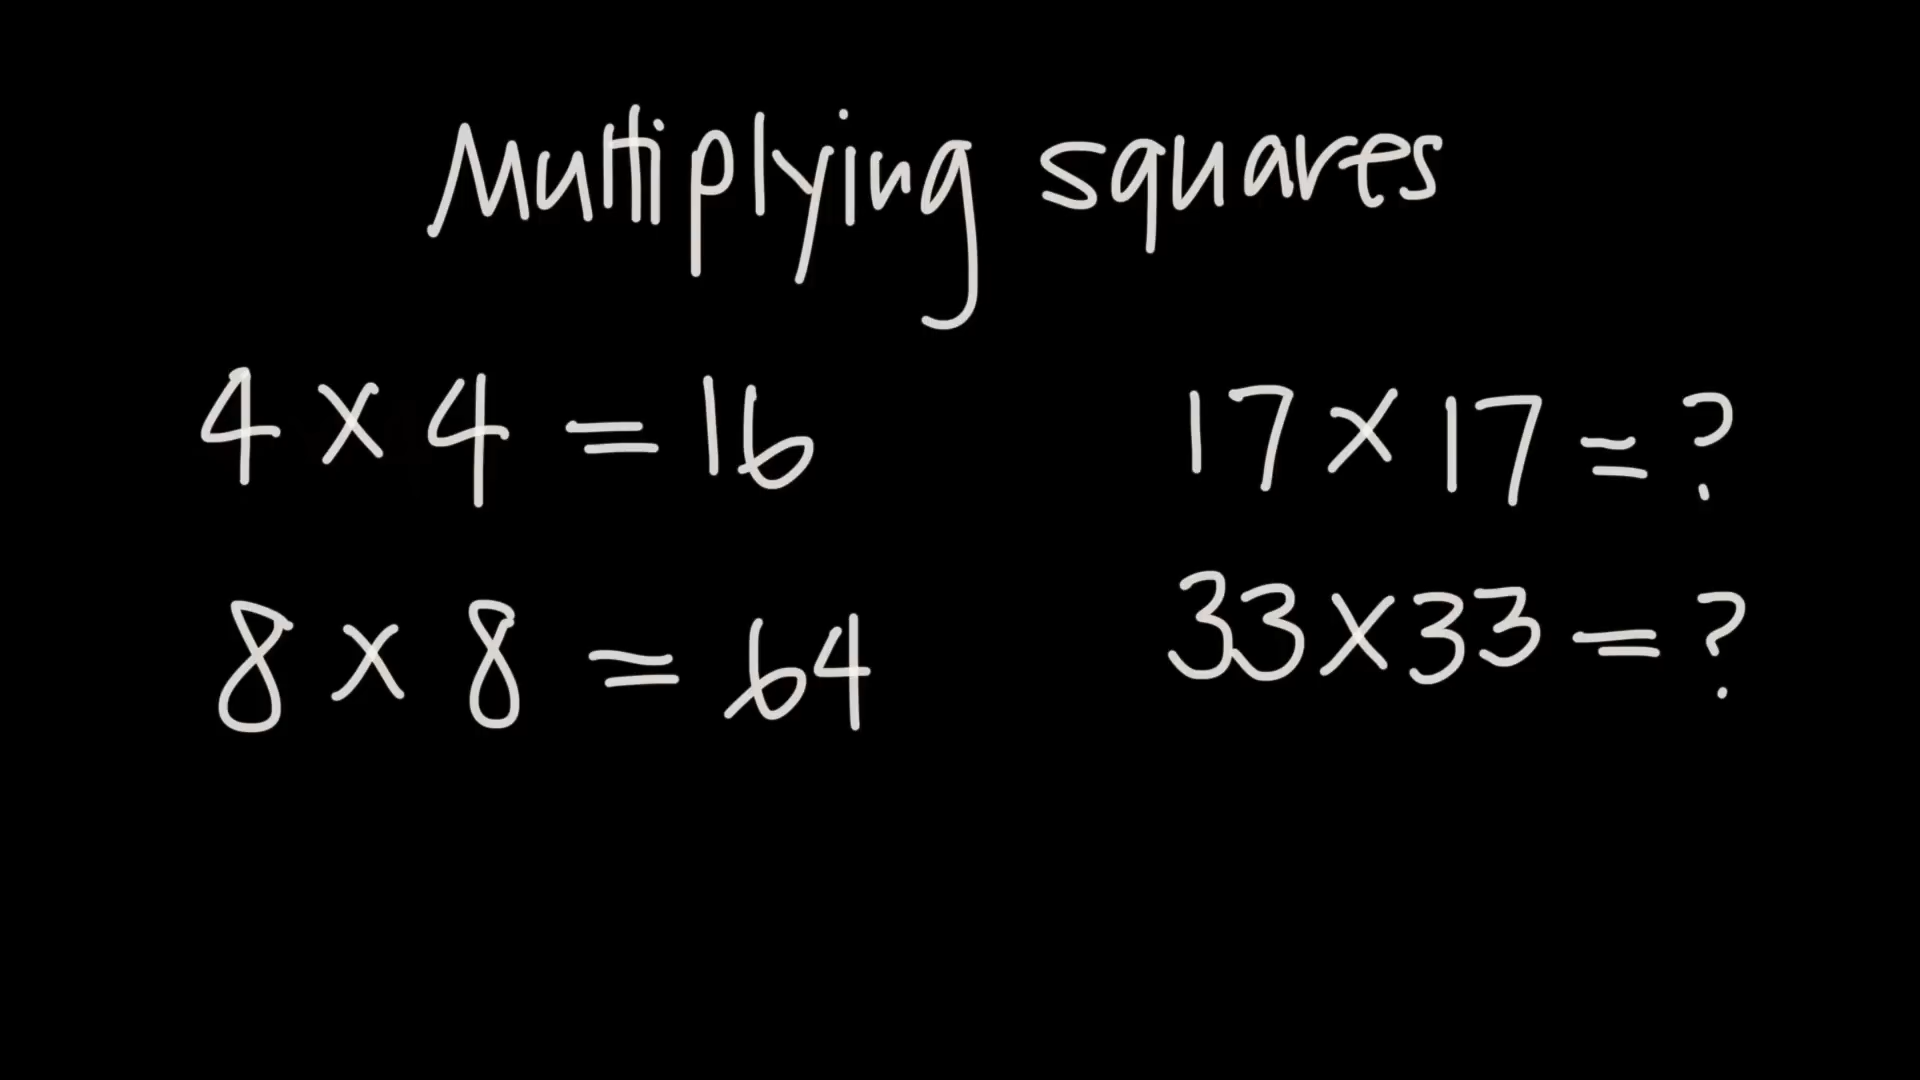 Multiplying squares
4 × 4 = 16
17 × 17 = ?
8 × 8 = 64
33 × 33 = ?